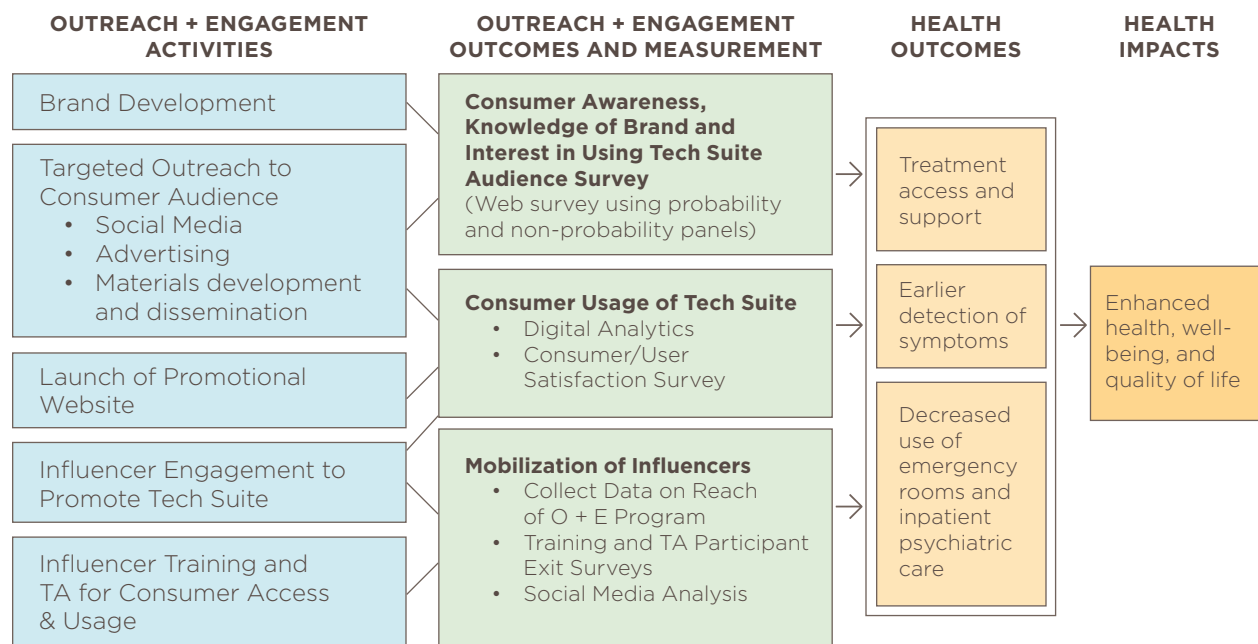 OUTREACH + ENGAGEMENT
ACTIVITIES
OUTREACH + ENGAGEMENT
OUTCOMES AND MEASUREMENT
HEALTH
OUTCOMES
HEALTH
IMPACTS
Brand Development
Targeted Outreach to
Consumer Audience
• Social Media
• Advertising
• Materials development
and dissemination
Launch of Promotional
Website
Influencer Engagement to
Promote Tech Suite
Influencer Training and
TA for Consumer Access
& Usage
Consumer Awareness,
Knowledge of Brand and
Interest in Using Tech Suite
Audience Survey
(Web survey using probability
and non-probability panels)
Consumer Usage of Tech Suite
• Digital Analytics
• Consumer/User
Satisfaction Survey
Mobilization of Influencers
• Collect Data on Reach
of O + E Program
• Training and TA Participant
Exit Surveys
• Social Media Analysis
Treatment
access and
support
Earlier
detection of
symptoms
Decreased
use of
emergency
rooms and
inpatient
psychiatric
care
Enhanced
health, well-
being, and
quality of life